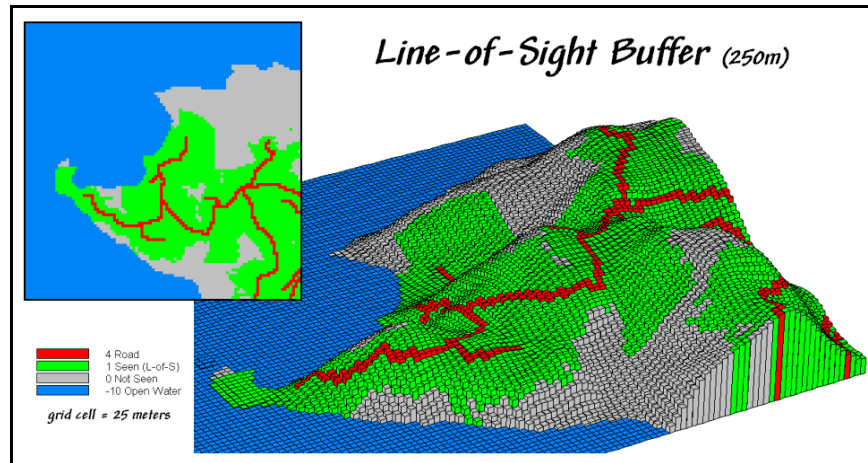 Line-of-Sight Buffer (250m)
4 Road
1 Seen (L-of-S)
0 Not Seen
-10 Open Water
grid cell = 25 meters